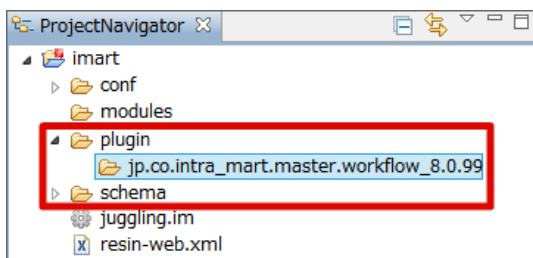 ProjectNavigator
imart
conf
modules
plugin
jp.co.intra_mart.master.workflow_8.0.99
schema
juggling.im
resin-web.xml